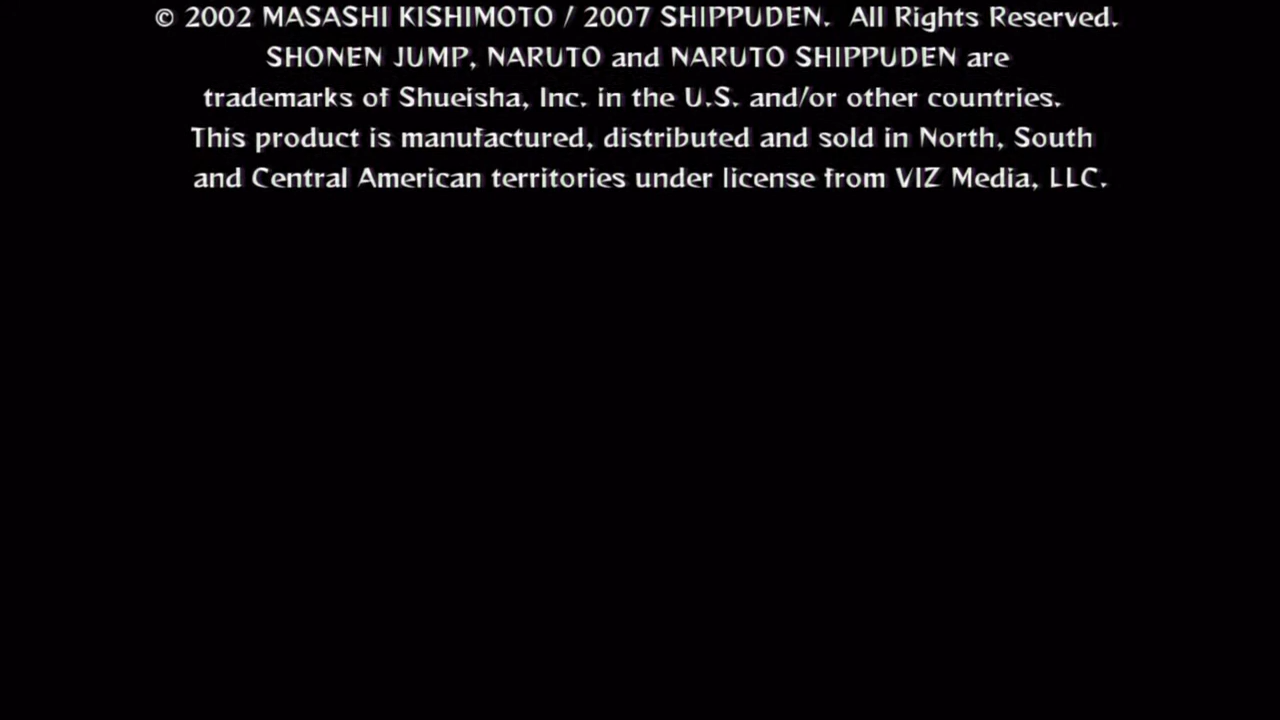 © 2002 MASASHI KISHIMOTO / 2007 SHIPPUDEN. All Rights Reserved.
SHONEN JUMP, NARUTO and NARUTO SHIPPUDEN are
trademarks of Shueisha, Inc. in the U.S. and/or other countries.
This product is manufactured, distributed and sold in North, South
and Central American territories under license from VIZ Media, LLC.